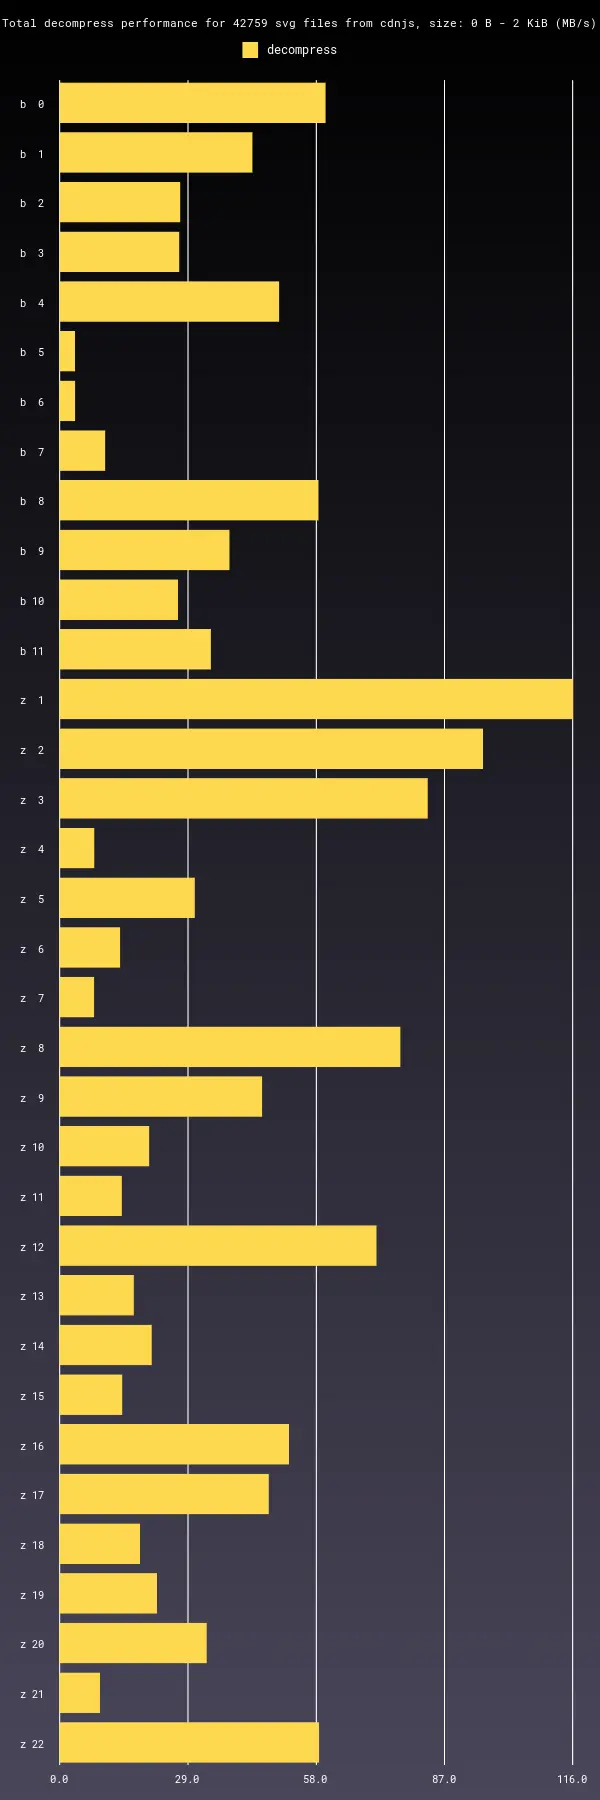 Total decompress performance for 42759 svg files from cdnjs, size: 0 B - 2 KiB (MB/s)
decompress
b 0
b 1
b 2
b 3
b 4
b 5
b 6
b 7
b 8
b 9
b 10
b 11
z 1
z 2
z 3
z 4
z 5
z 6
z 7
z 8
z 9
z 10
z 11
z 12
z 13
z 14
z 15
z 16
z 17
z 18
z 19
z 20
z 21
z 22
0.0 29.0 58.0 87.0 116.0